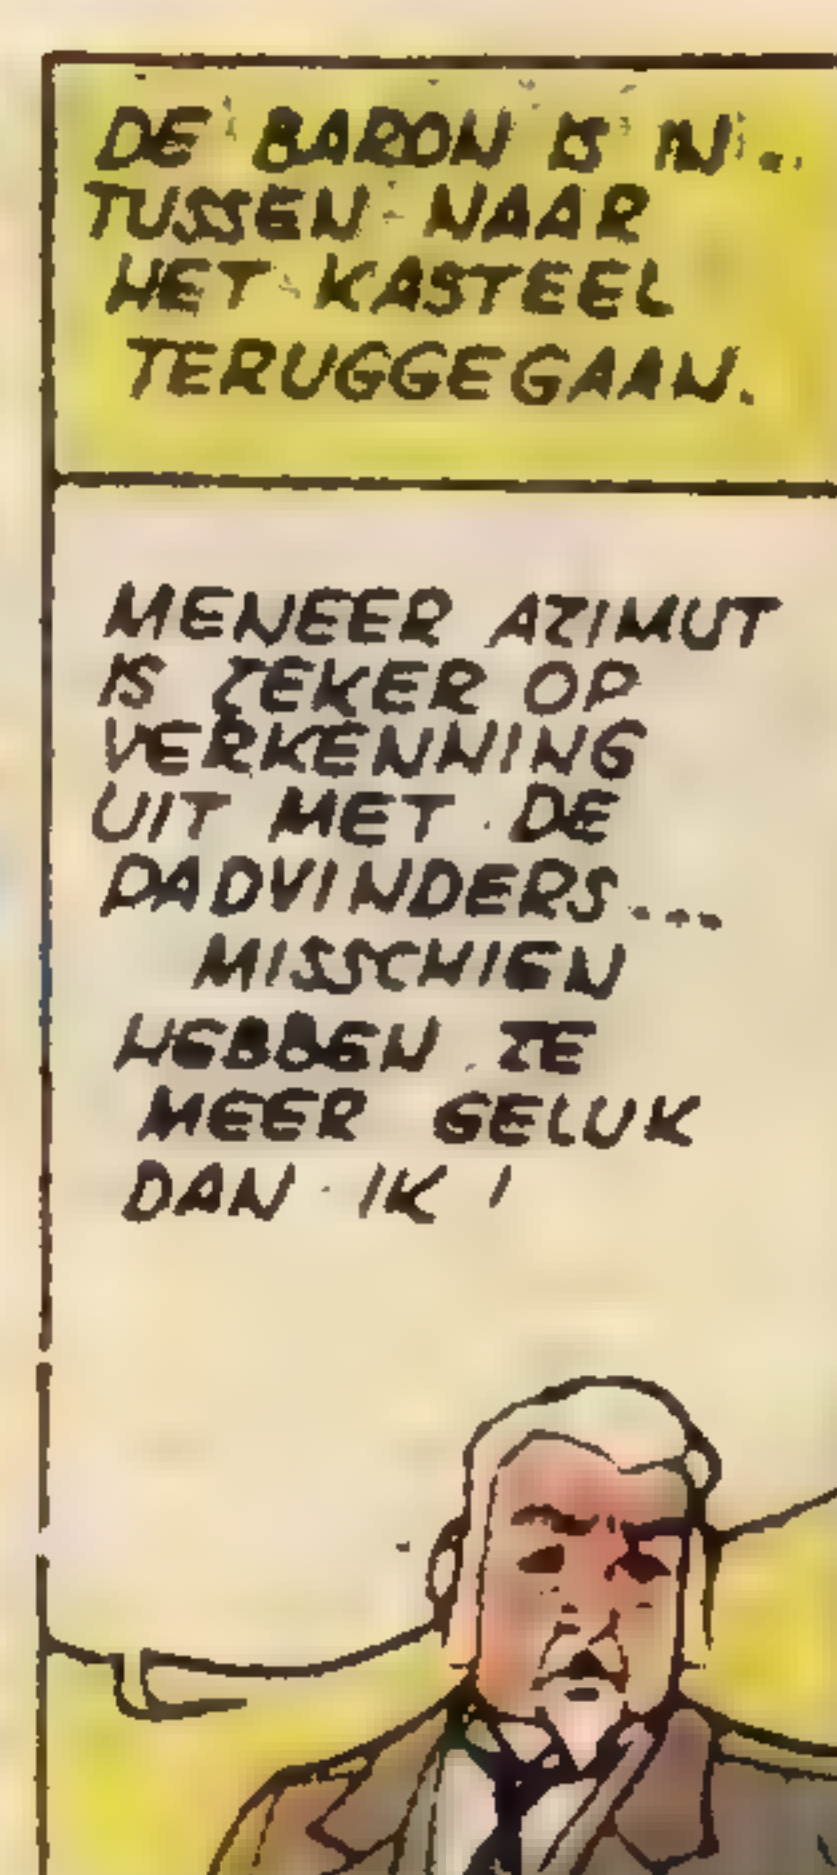 DE BARON IS IN...
TUSSEN NAAR
HET KASTEEL
TERUGGEGAAN.
MENEER AZIMUT
IS ZEKER OP
VERKENNING
UIT MET DE
PADVINDERS...
MISSCHIEN
HEBBEN ZE
MEER GELUK
DAN IK !